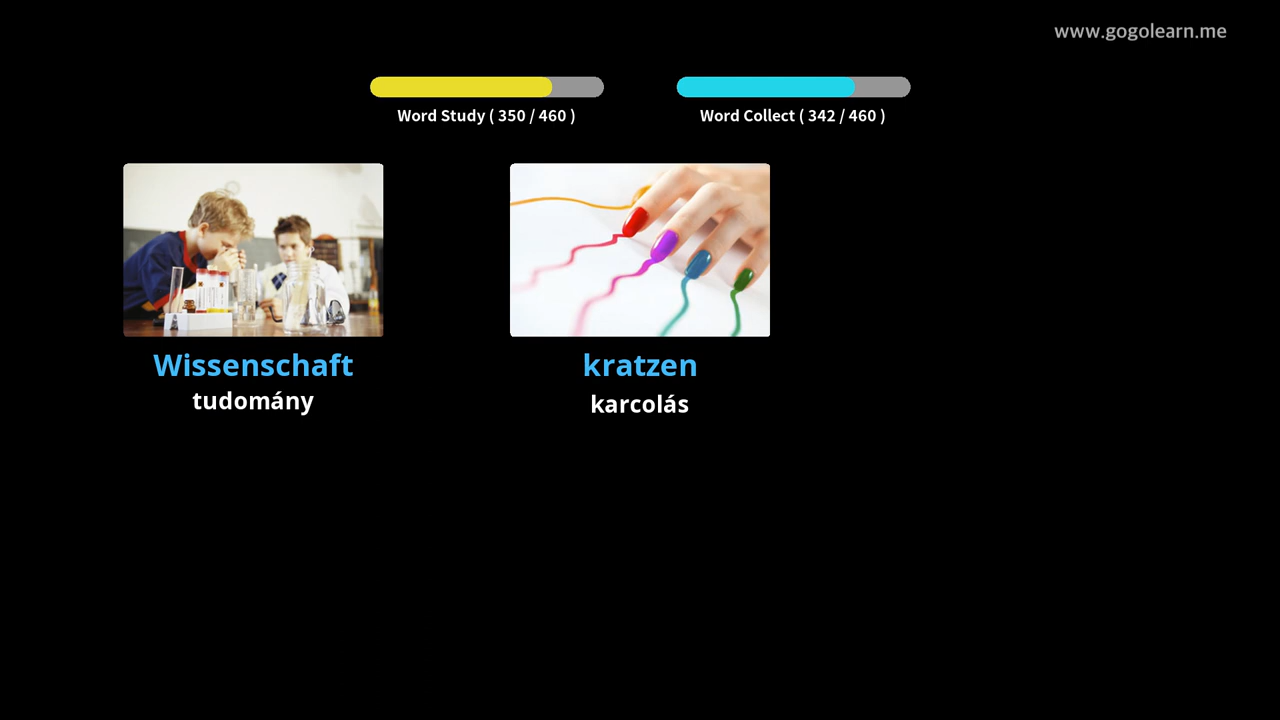 www.gogolearn.me
Word Study ( 350 / 460 )
Word Collect ( 342 / 460 )
Wissenschaft
tudomány
kratzen
karcolás